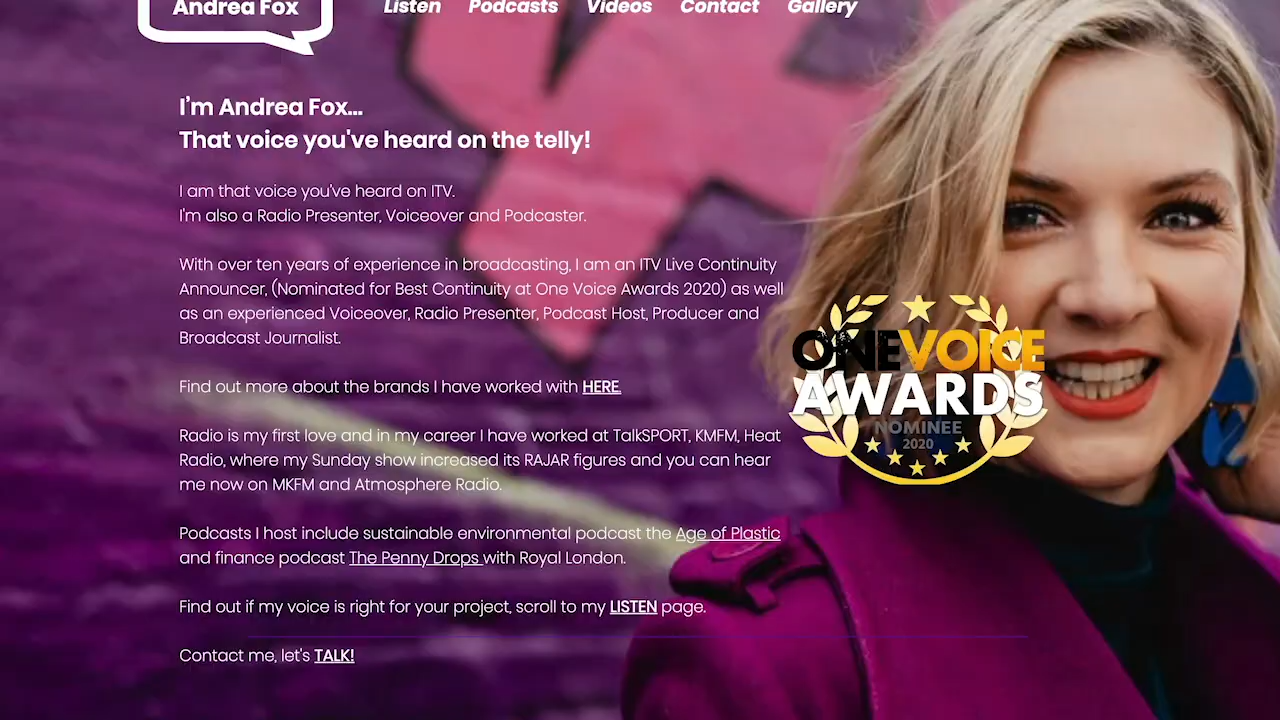 Andrea Fox
Listen Podcasts Videos Contact Gallery
I'm Andrea Fox...
That voice you've heard on the telly!
I am that voice you've heard on ITV.
I'm also a Radio Presenter, Voiceover and Podcaster.
With over ten years of experience in broadcasting, I am an ITV Live Continuity
Announcer, (Nominated for Best Continuity at One Voice Awards 2020) as well
as an experienced Voiceover, Radio Presenter, Podcast Host, Producer and
Broadcast Journalist.
Find out more about the brands I have worked with HERE.
Radio is my first love and in my career I have worked at TalkSPORT, KMFM, Heat
Radio, where my Sunday show increased its RAJAR figures and you can hear
me now on MKFM and Atmosphere Radio.
Podcasts I host include sustainable environmental podcast the Age of Plastic
and finance podcast The Penny Drops with Royal London.
Find out if my voice is right for your project, scroll to my LISTEN page.
Contact me, let's TALK!
ONEVOICE
AWARDS
NOMINEE
2020